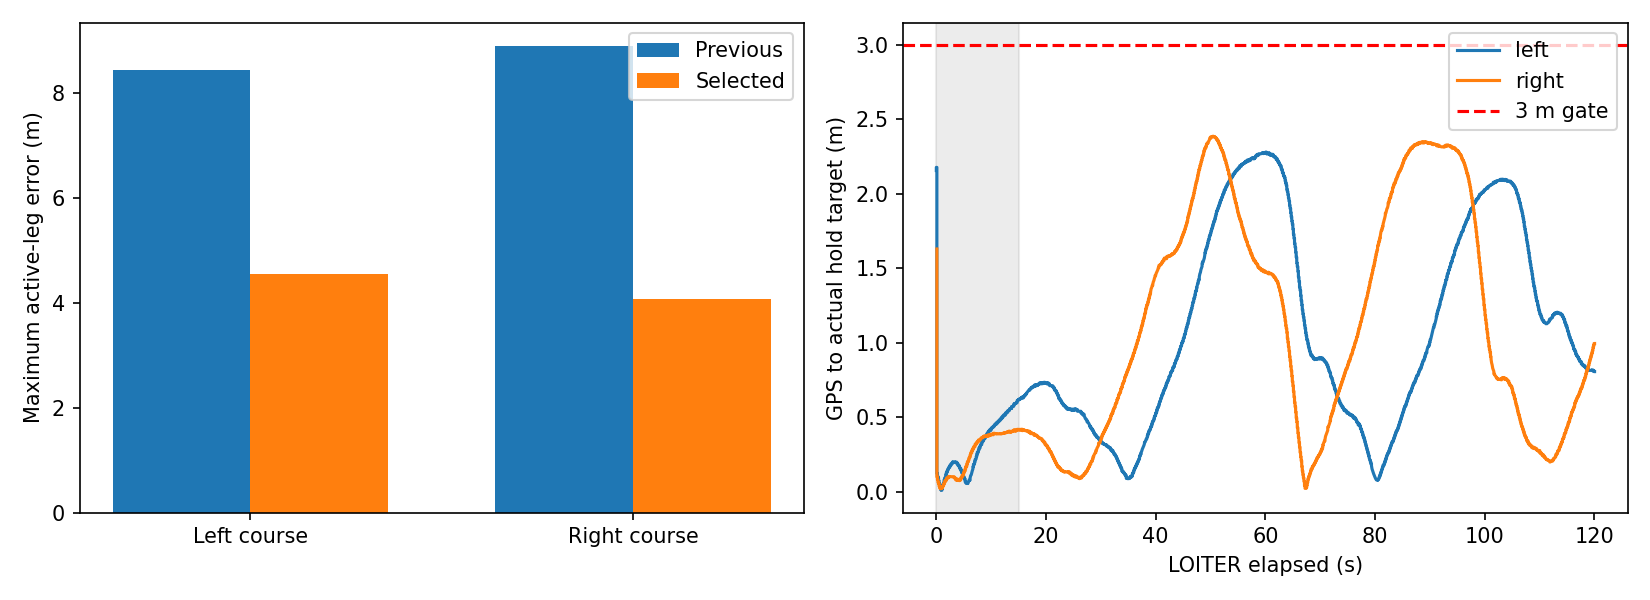 Maximum active-leg error (m)
8
6
4
2
0
Left course
Right course
Previous
Selected
GPS to actual hold target (m)
3.0
2.5
2.0
1.5
1.0
0.5
0.0
0
20
40
60
80
100
120
LOITER elapsed (s)
left
right
3 m gate